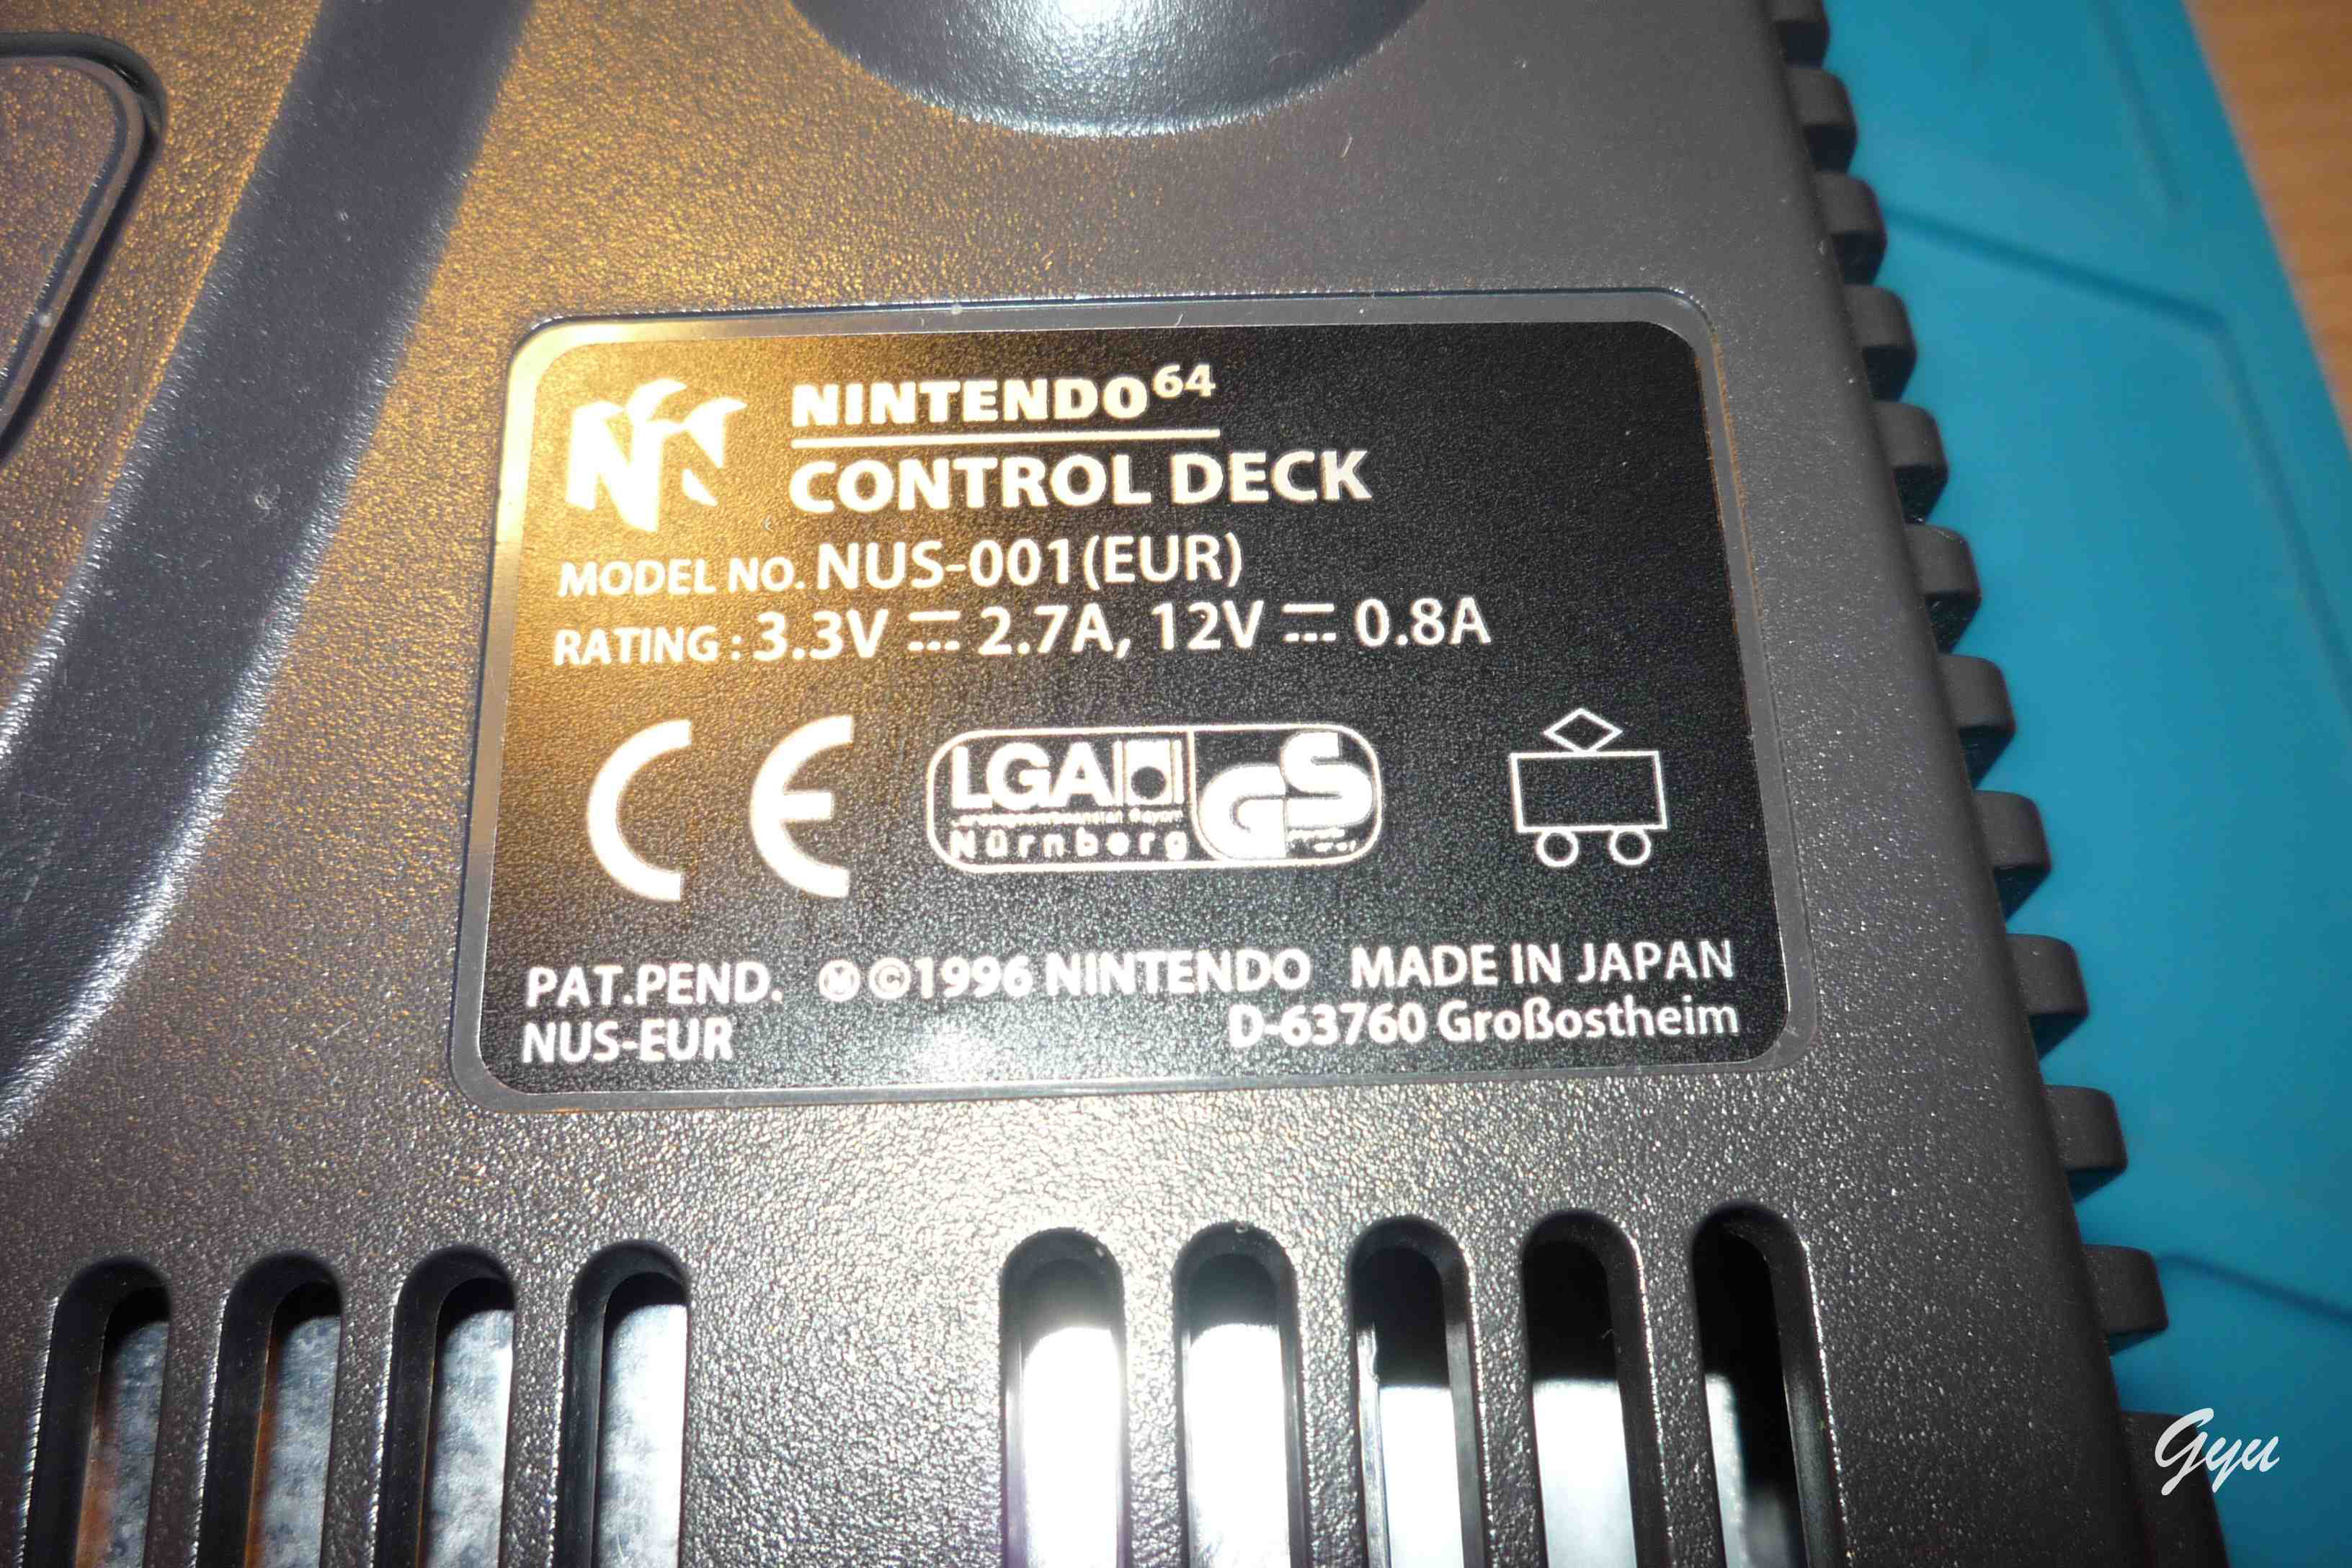 NINTENDO64
CONTROL DECK
MODEL NO. NUS-001(EUR)
RATING : 3.3V ⎓ 2.7A, 12V ⎓ 0.8A
CE
LGA GS
Nürnberg
PAT.PEND. Ⓜ©1996 NINTENDO MADE IN JAPAN
NUS-EUR D-63760 Großostheim
Gyu